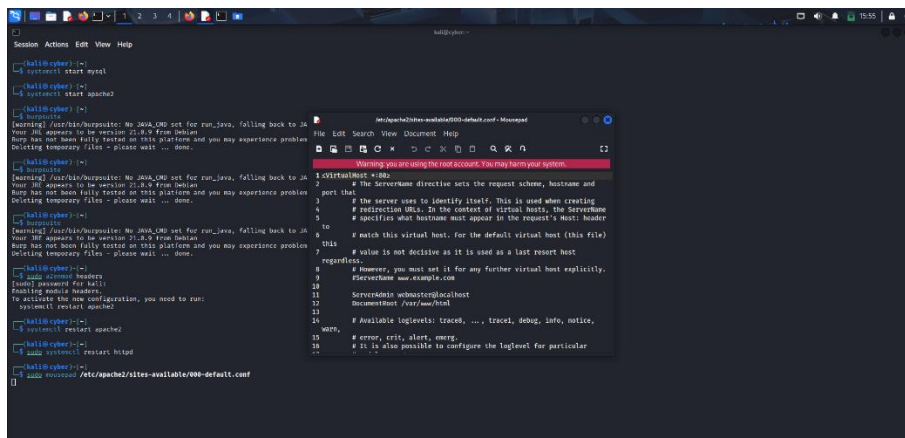 1 2 3 4
15:55
kali@cyber:~
Session Actions Edit View Help
┌──(kali㉿cyber)-[~]
└─$ systemctl start mysql
┌──(kali㉿cyber)-[~]
└─$ systemctl start apache2
┌──(kali㉿cyber)-[~]
└─$ burpsuite
[warning] /usr/bin/burpsuite: No JAVA_CMD set for run_java, falling back to JA
Your JRE appears to be version 21.0.9 from Debian
Burp has not been fully tested on this platform and you may experience problem
Deleting temporary files - please wait ... done.
┌──(kali㉿cyber)-[~]
└─$ burpsuite
[warning] /usr/bin/burpsuite: No JAVA_CMD set for run_java, falling back to JA
Your JRE appears to be version 21.0.9 from Debian
Burp has not been fully tested on this platform and you may experience problem
Deleting temporary files - please wait ... done.
┌──(kali㉿cyber)-[~]
└─$ burpsuite
[warning] /usr/bin/burpsuite: No JAVA_CMD set for run_java, falling back to JA
Your JRE appears to be version 21.0.9 from Debian
Burp has not been fully tested on this platform and you may experience problem
Deleting temporary files - please wait ... done.
┌──(kali㉿cyber)-[~]
└─$ sudo a2enmod headers
[sudo] password for kali:
Enabling module headers.
To activate the new configuration, you need to run:
systemctl restart apache2
┌──(kali㉿cyber)-[~]
└─$ systemctl restart apache2
┌──(kali㉿cyber)-[~]
└─$ sudo systemctl restart httpd
┌──(kali㉿cyber)-[~]
└─$ sudo mousepad /etc/apache2/sites-available/000-default.conf
/etc/apache2/sites-available/000-default.conf - Mousepad
File Edit Search View Document Help
Warning: you are using the root account. You may harm your system.
1 <VirtualHost *:80>
2 # The ServerName directive sets the request scheme, hostname and
port that
3 # the server uses to identify itself. This is used when creating
4 # redirection URLs. In the context of virtual hosts, the ServerName
5 # specifies what hostname must appear in the request's Host: header
to
6 # match this virtual host. For the default virtual host (this file)
this
7 # value is not decisive as it is used as a last resort host
regardless.
8 # However, you must set it for any further virtual host explicitly.
9 #ServerName www.example.com
10
11 ServerAdmin webmaster@localhost
12 DocumentRoot /var/www/html
13
14 # Available loglevels: trace8, ..., trace1, debug, info, notice,
warn,
15 # error, crit, alert, emerg.
16 # It is also possible to configure the loglevel for particular